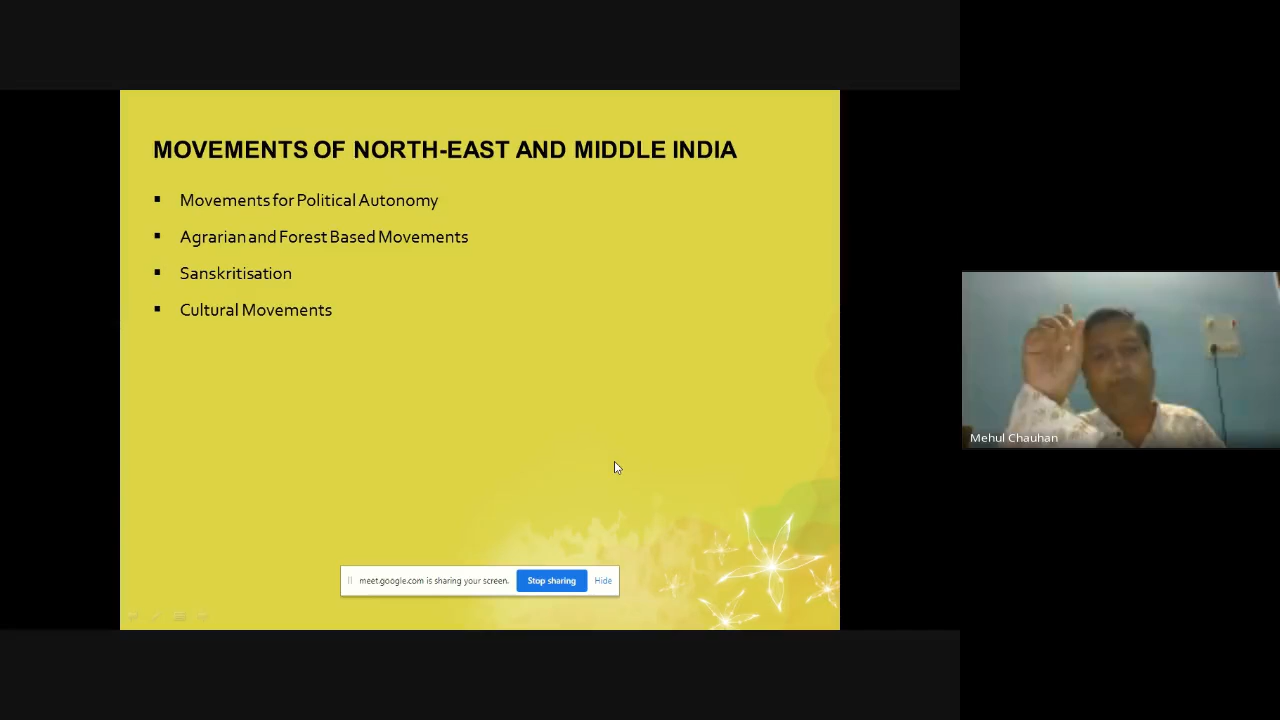 MOVEMENTS OF NORTH-EAST AND MIDDLE INDIA
Movements for Political Autonomy
Agrarian and Forest Based Movements
Sanskritisation
Cultural Movements
meet.google.com is sharing your screen. Stop sharing Hide
Mehul Chauhan